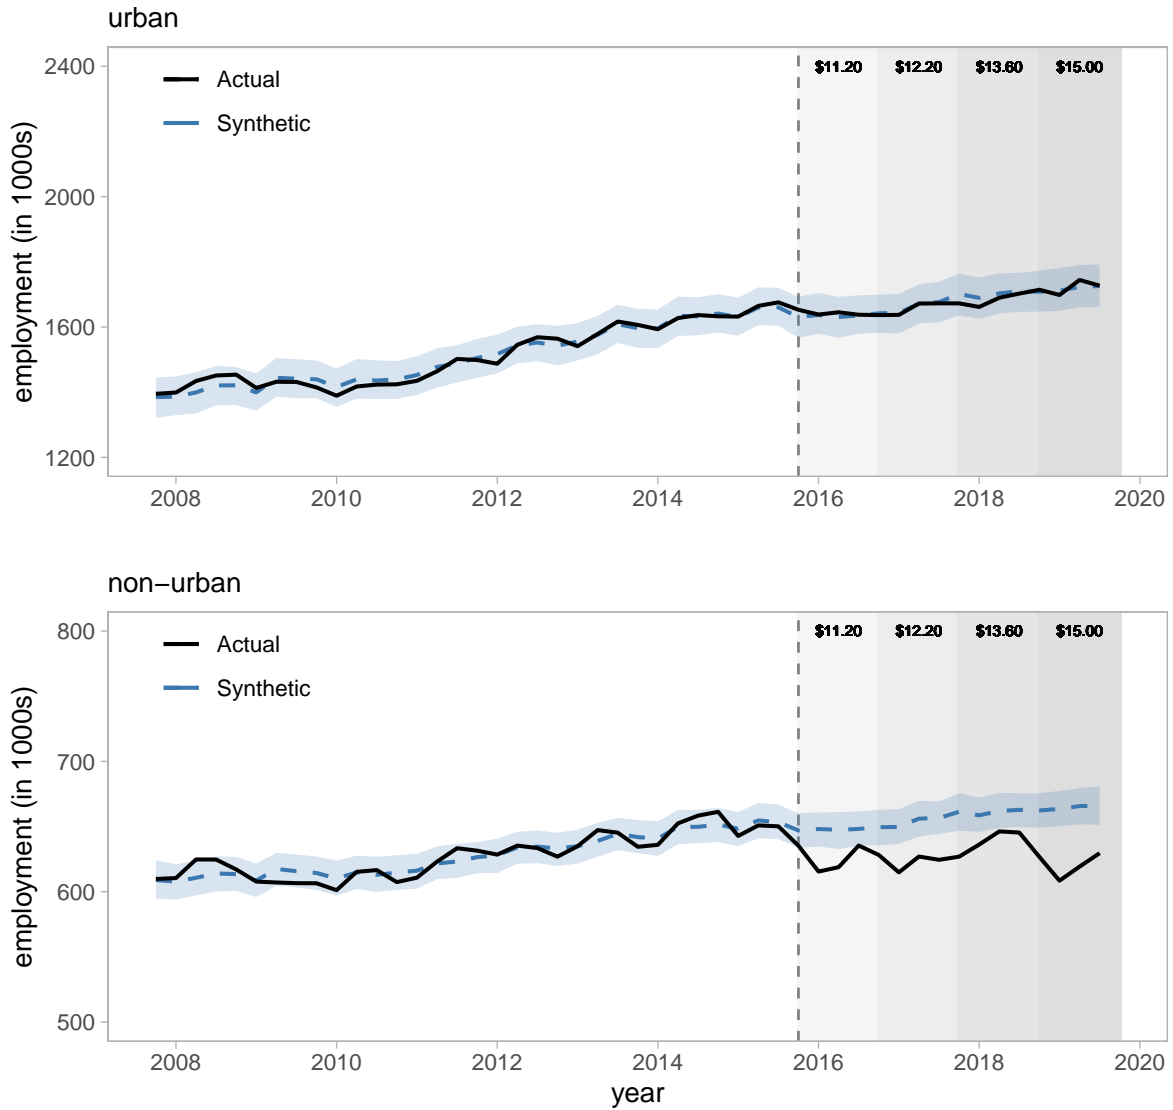 urban
2400
2000
1600
1200
employment (in 1000s)
Actual
Synthetic
$11.20 $12.20 $13.60 $15.00
2008 2010 2012 2014 2016 2018 2020
non−urban
800
700
600
500
employment (in 1000s)
Actual
Synthetic
$11.20 $12.20 $13.60 $15.00
2008 2010 2012 2014 2016 2018 2020
year